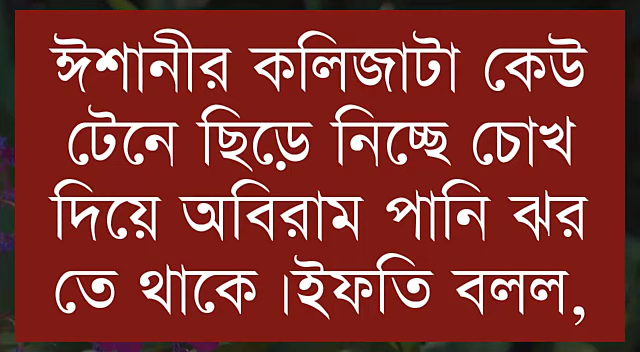 ঈশানীর কলিজাটা কেউ
টেনে ছিড়ে নিচ্ছে চোখ
দিয়ে অবিরাম পানি ঝর
তে থাকে।ইফতি বলল,